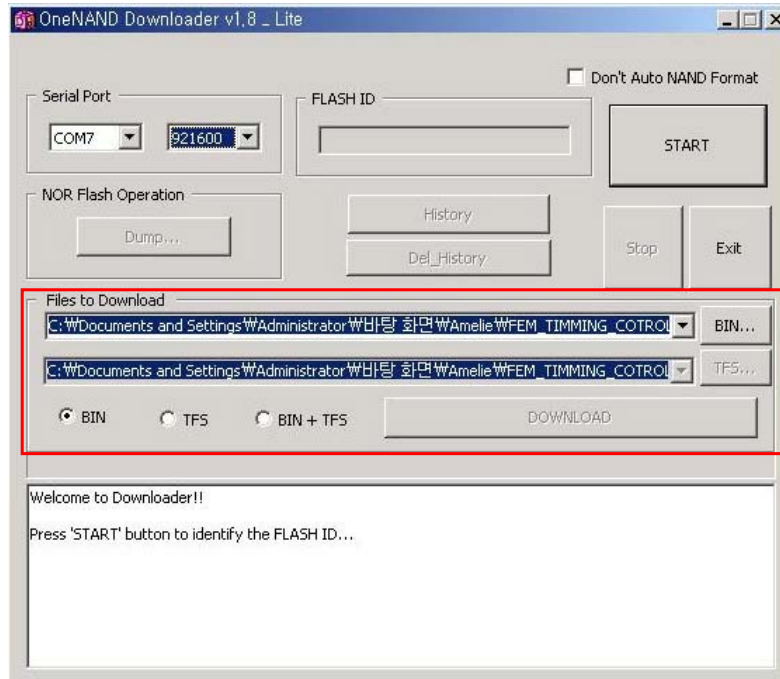 OneNAND Downloader v1,8 _ Lite
Don't Auto NAND Format
Serial Port
FLASH ID
COM7
921600
START
NOR Flash Operation
Dump...
History
Del_History
Stop
Exit
Files to Download
C:₩Documents and Settings₩Administrator₩바탕 화면₩Amelie₩FEM_TIMMING_COTROL
BIN...
C:₩Documents and Settings₩Administrator₩바탕 화면₩Amelie₩FEM_TIMMING_COTROL
TFS...
BIN
TFS
BIN + TFS
DOWNLOAD
Welcome to Downloader!!
Press 'START' button to identify the FLASH ID...